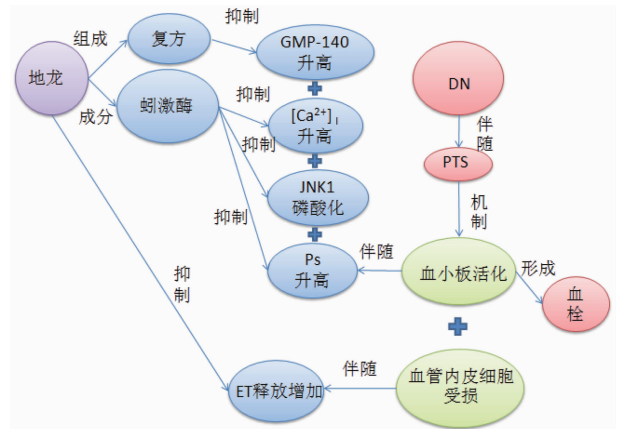 抑制
组成
复方
GMP-140
升高
地龙
DN
成分
蚓激酶
抑制
[Ca²⁺]ᵢ
升高
伴随
抑制
PTS
JNK1
磷酸化
机制
抑制
Ps
升高
伴随
血小板活化
形成
抑制
血栓
伴随
ET释放增加
血管内皮细胞
受损